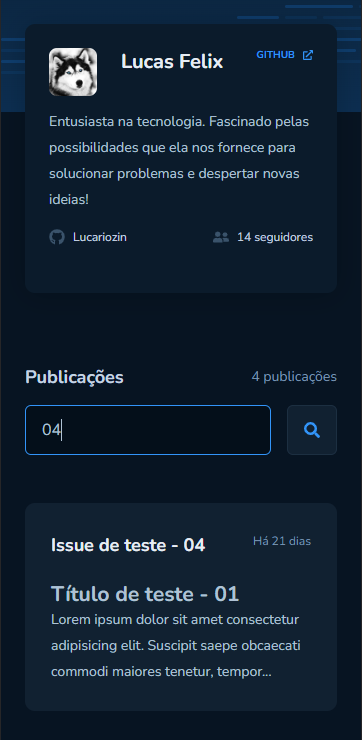 Lucas Felix
GITHUB
Entusiasta na tecnologia. Fascinado pelas
possibilidades que ela nos fornece para
solucionar problemas e despertar novas
ideias!
Lucariozin
14 seguidores
Publicações
4 publicações
04
Issue de teste - 04
Há 21 dias
Título de teste - 01
Lorem ipsum dolor sit amet consectetur
adipisicing elit. Suscipit saepe obcaecati
commodi maiores tenetur, tempor...